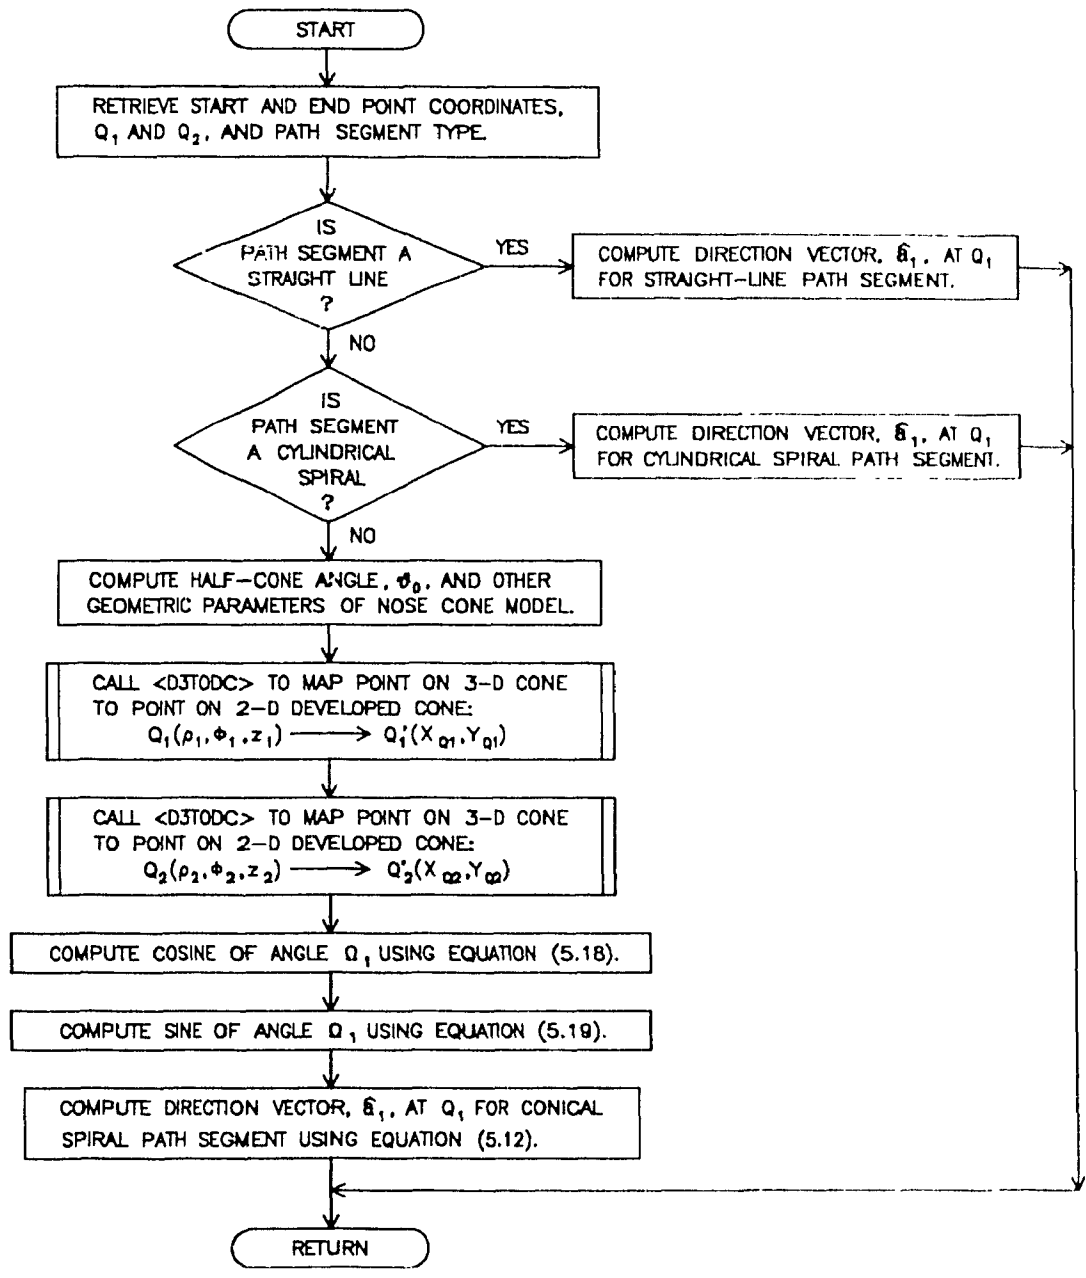 START
RETRIEVE START AND END POINT COORDINATES,
Q₁ AND Q₂, AND PATH SEGMENT TYPE.
IS
PATH SEGMENT A
STRAIGHT LINE
?
YES
COMPUTE DIRECTION VECTOR, â₁, AT Q₁
FOR STRAIGHT-LINE PATH SEGMENT.
NO
IS
PATH SEGMENT
A CYLINDRICAL
SPIRAL
?
YES
COMPUTE DIRECTION VECTOR, â₁, AT Q₁
FOR CYLINDRICAL SPIRAL PATH SEGMENT.
NO
COMPUTE HALF-CONE ANGLE, ϑ₀, AND OTHER
GEOMETRIC PARAMETERS OF NOSE CONE MODEL.
CALL <D3TODC> TO MAP POINT ON 3-D CONE
TO POINT ON 2-D DEVELOPED CONE:
Q₁(ρ₁,Φ₁,z₁) ⟶ Q₁'(X_Q1,Y_Q1)
CALL <D3TODC> TO MAP POINT ON 3-D CONE
TO POINT ON 2-D DEVELOPED CONE:
Q₂(ρ₂,Φ₂,z₂) ⟶ Q₂'(X_Q2,Y_Q2)
COMPUTE COSINE OF ANGLE Ω₁ USING EQUATION (5.18).
COMPUTE SINE OF ANGLE Ω₁ USING EQUATION (5.19).
COMPUTE DIRECTION VECTOR, â₁, AT Q₁ FOR CONICAL
SPIRAL PATH SEGMENT USING EQUATION (5.12).
RETURN